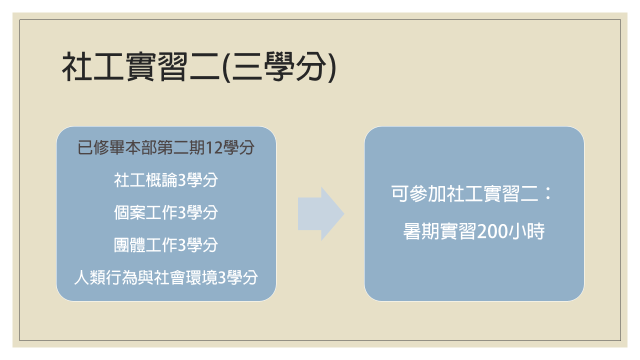 社工實習二(三學分)
已修畢本部第二期12學分
社工概論3學分
個案工作3學分
團體工作3學分
人類行為與社會環境3學分
可參加社工實習二：
暑期實習200小時